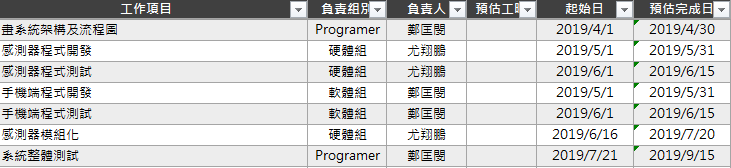 工作項目 負責組別 負責人 預估工時 起始日 預估完成日
畫系統架構及流程圖 Programer 鄭匡閔 2019/4/1 2019/4/30
感測器程式開發 硬體組 尤翔鵬 2019/5/1 2019/5/31
感測器程式測試 硬體組 尤翔鵬 2019/6/1 2019/6/15
手機端程式開發 軟體組 鄭匡閔 2019/5/1 2019/5/31
手機端程式測試 軟體組 鄭匡閔 2019/6/1 2019/6/15
感測器模組化 硬體組 尤翔鵬 2019/6/16 2019/7/20
系統整體測試 Programer 鄭匡閔 2019/7/21 2019/9/15